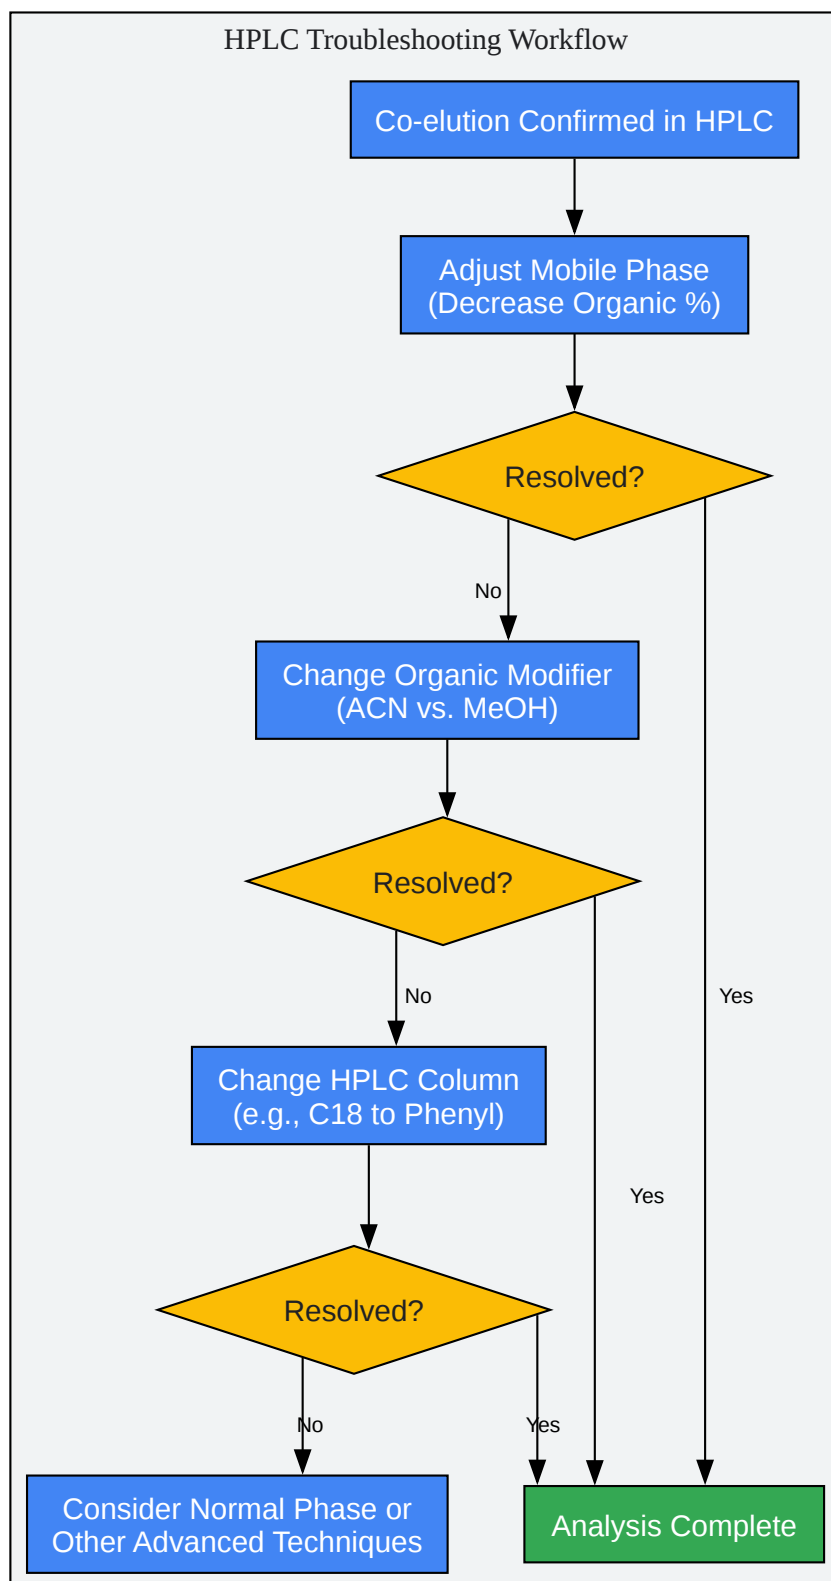 HPLC Troubleshooting Workflow
Co-elution Confirmed in HPLC
Adjust Mobile Phase
(Decrease Organic %)
Resolved?
No
Change Organic Modifier
(ACN vs. MeOH)
Resolved?
No
Yes
Change HPLC Column
(e.g., C18 to Phenyl)
Yes
Resolved?
No
Yes
Consider Normal Phase or
Other Advanced Techniques
Analysis Complete